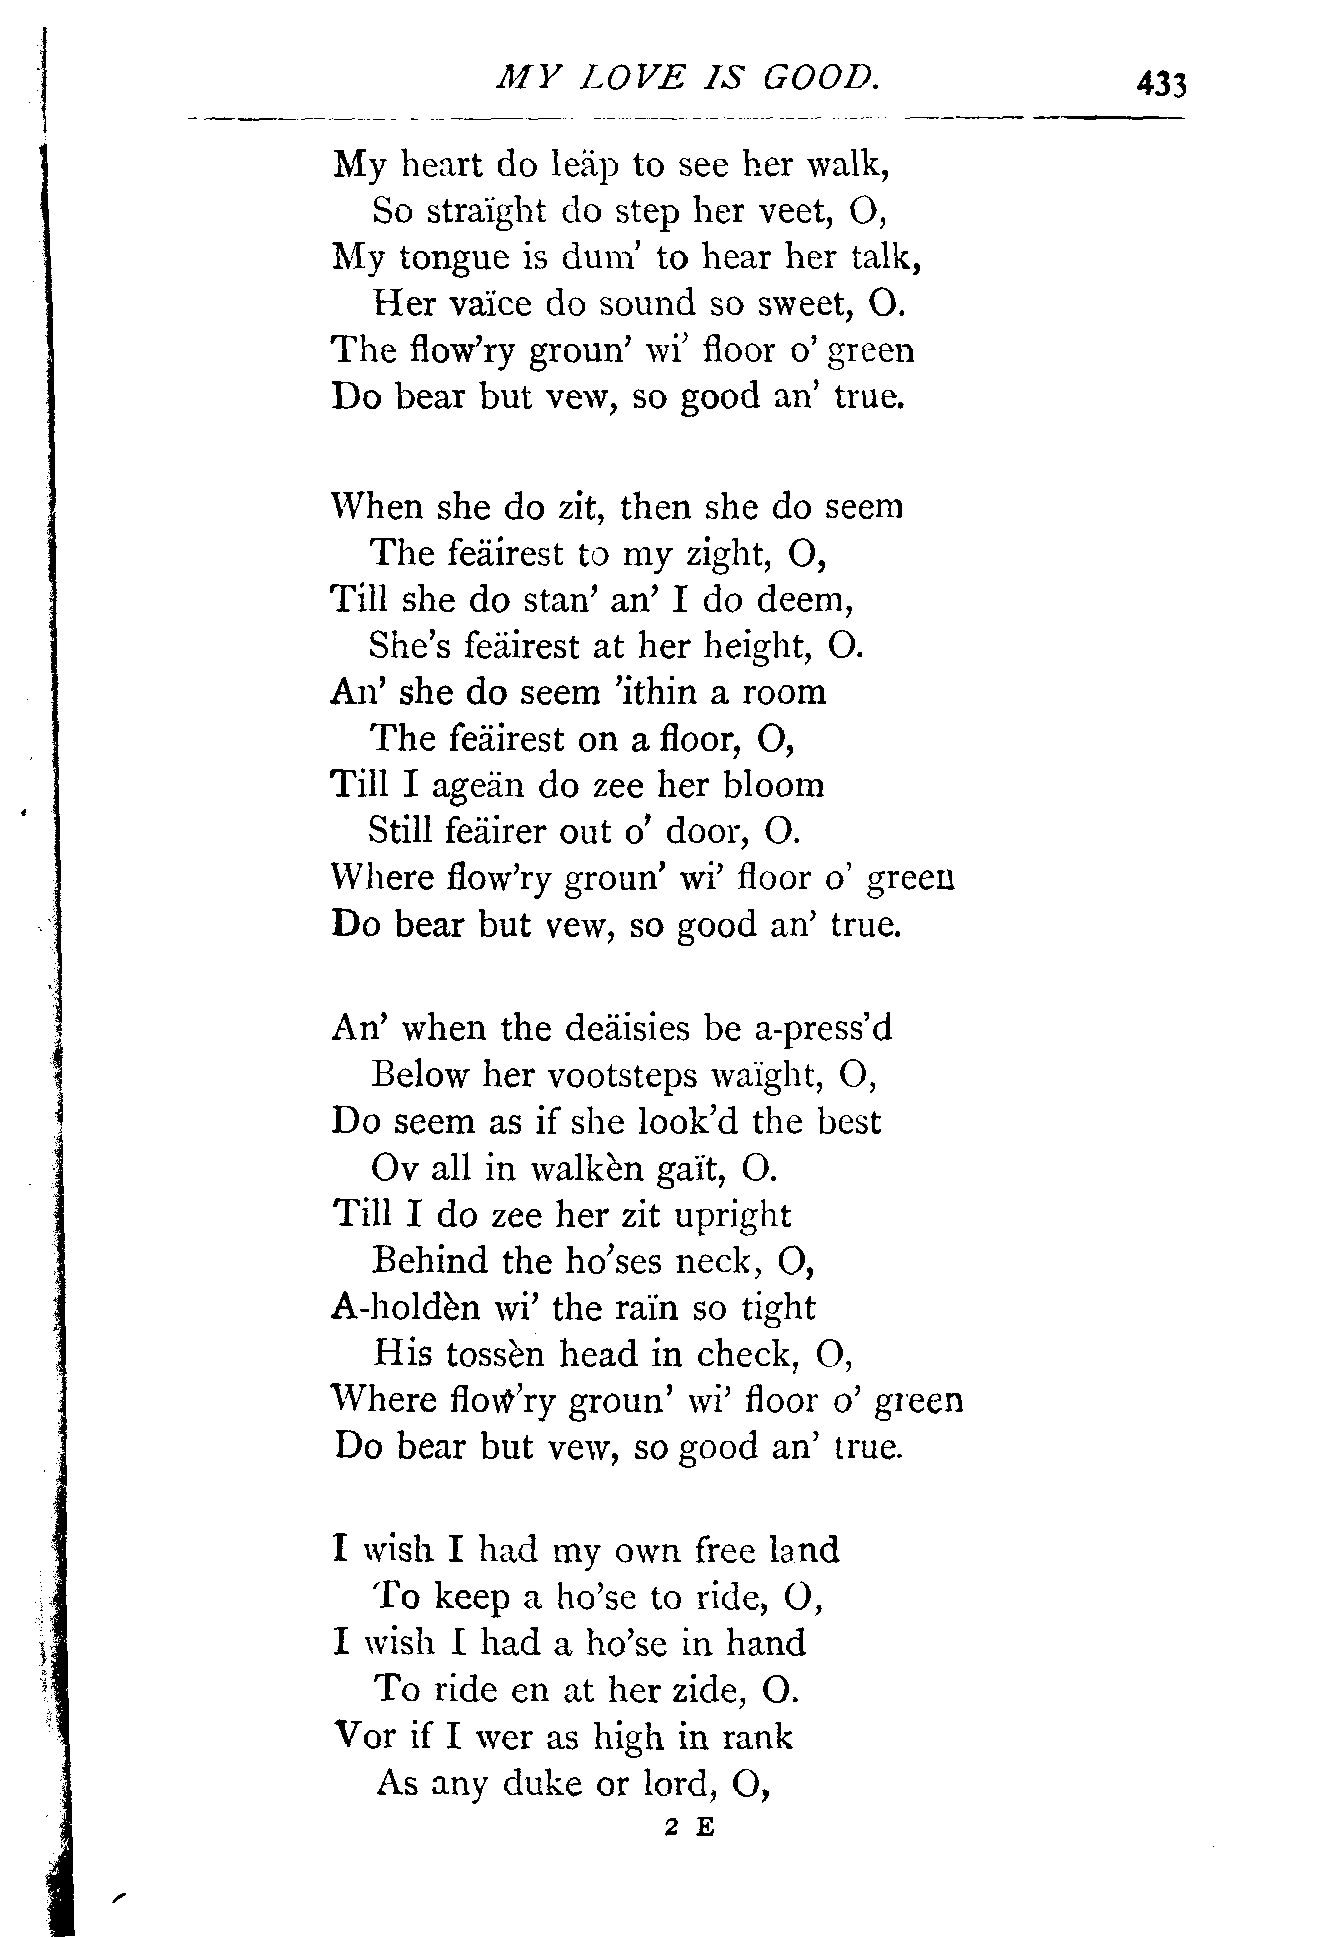 MY LOVE IS GOOD. 433
My heart do leäp to see her walk,
So straïght do step her veet, O,
My tongue is dum' to hear her talk,
Her vaïce do sound so sweet, O.
The flow'ry groun' wi' floor o' green
Do bear but vew, so good an' true.
When she do zit, then she do seem
The feäirest to my zight, O,
Till she do stan' an' I do deem,
She's feäirest at her height, O.
An' she do seem 'ithin a room
The feäirest on a floor, O,
Till I ageän do zee her bloom
Still feäirer out o' door, O.
Where flow'ry groun' wi' floor o' green
Do bear but vew, so good an' true.
An' when the deäisies be a-press'd
Below her vootsteps waïght, O,
Do seem as if she look'd the best
Ov all in walkèn gaït, O.
Till I do zee her zit upright
Behind the ho'ses neck, O,
A-holdèn wi' the raïn so tight
His tossèn head in check, O,
Where flow'ry groun' wi' floor o' green
Do bear but vew, so good an' true.
I wish I had my own free land
To keep a ho'se to ride, O,
I wish I had a ho'se in hand
To ride en at her zide, O.
Vor if I wer as high in rank
As any duke or lord, O,
2 E